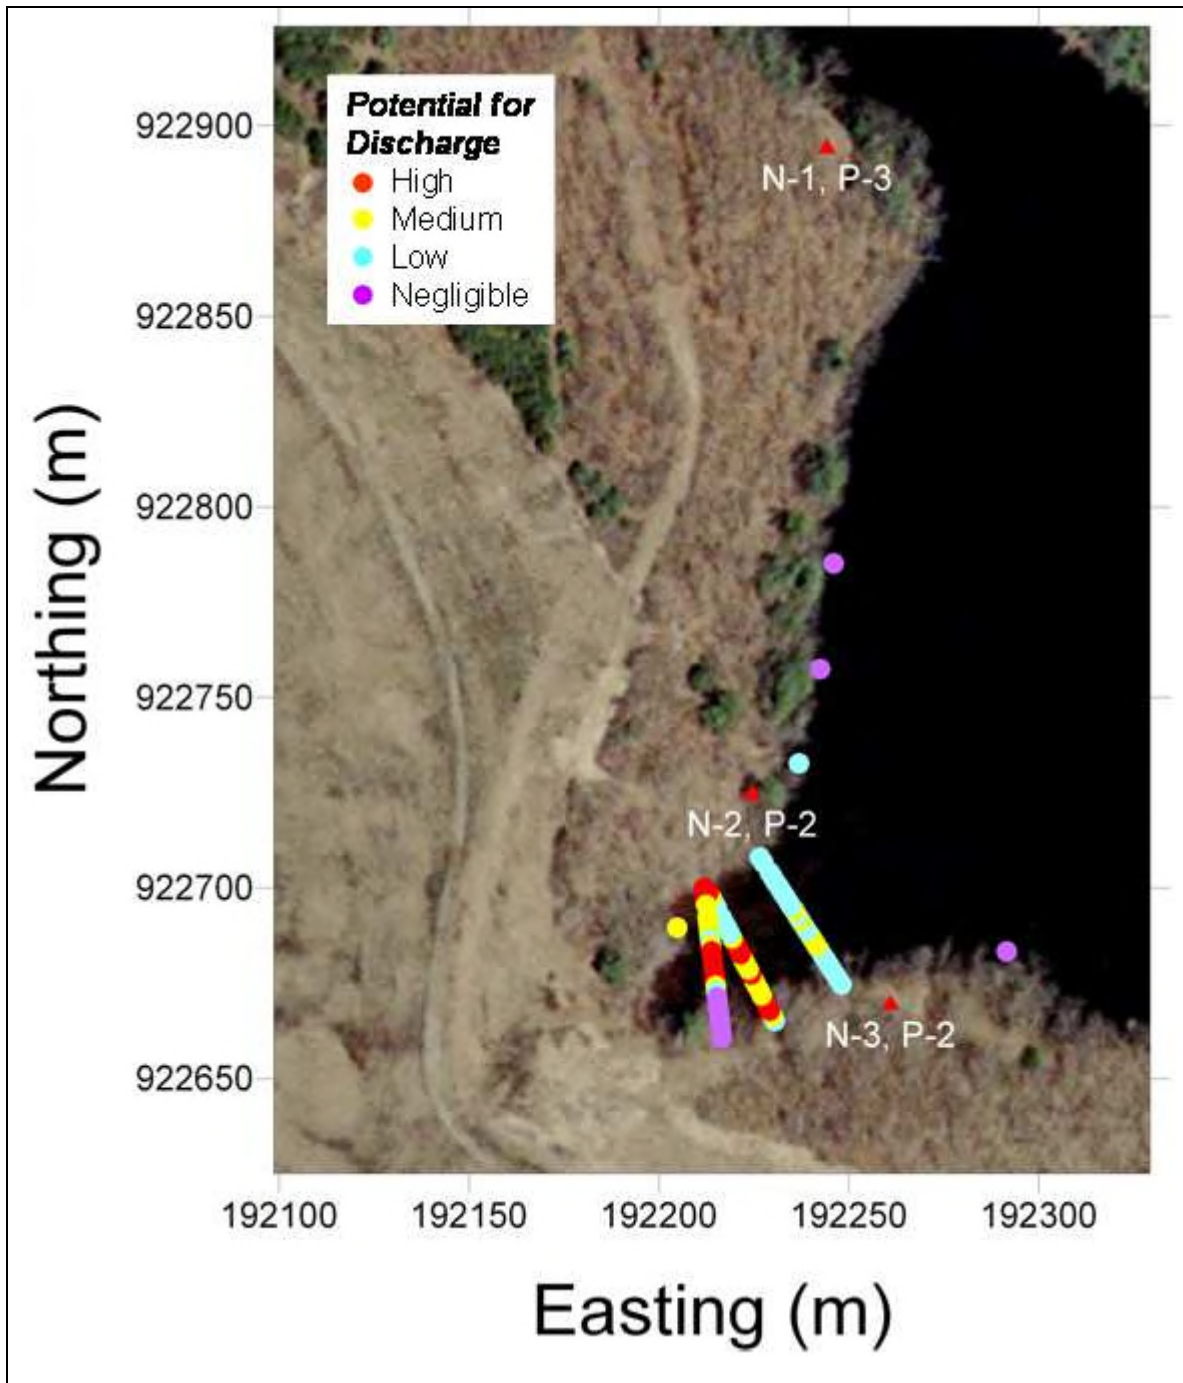 Potential for
Discharge
High
Medium
Low
Negligible
N-1, P-3
N-2, P-2
N-3, P-2
922900
922850
922800
922750
922700
922650
Northing (m)
192100 192150 192200 192250 192300
Easting (m)